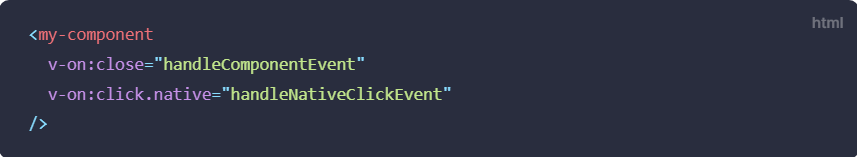 html
<my-component
  v-on:close="handleComponentEvent"
  v-on:click.native="handleNativeClickEvent"
/>